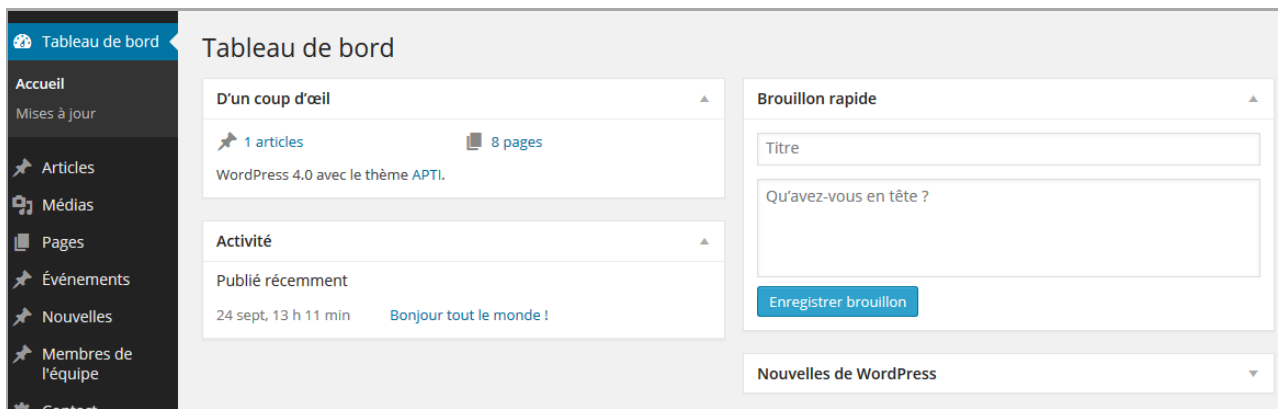 Tableau de bord
Accueil
Mises à jour
Articles
Médias
Pages
Événements
Nouvelles
Membres de
l'équipe
Contact
Tableau de bord
D'un coup d'œil
1 articles
8 pages
WordPress 4.0 avec le thème APTI.
Activité
Publié récemment
24 sept, 13 h 11 min Bonjour tout le monde !
Brouillon rapide
Titre
Qu'avez-vous en tête ?
Enregistrer brouillon
Nouvelles de WordPress